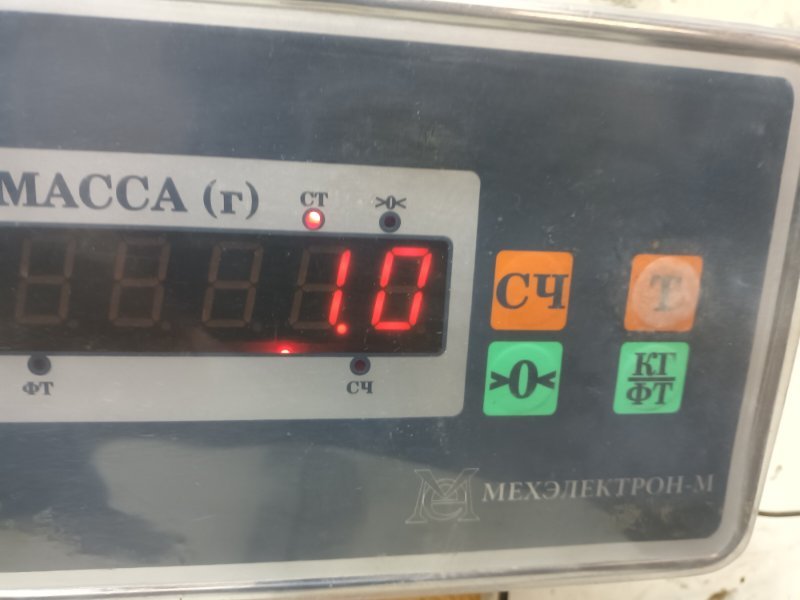 МАССА (г)
СТ
>0<
1.0
ФТ
СЧ
СЧ
Т
>0<
КТ
ФТ
МЕХЭЛЕКТРОН-М